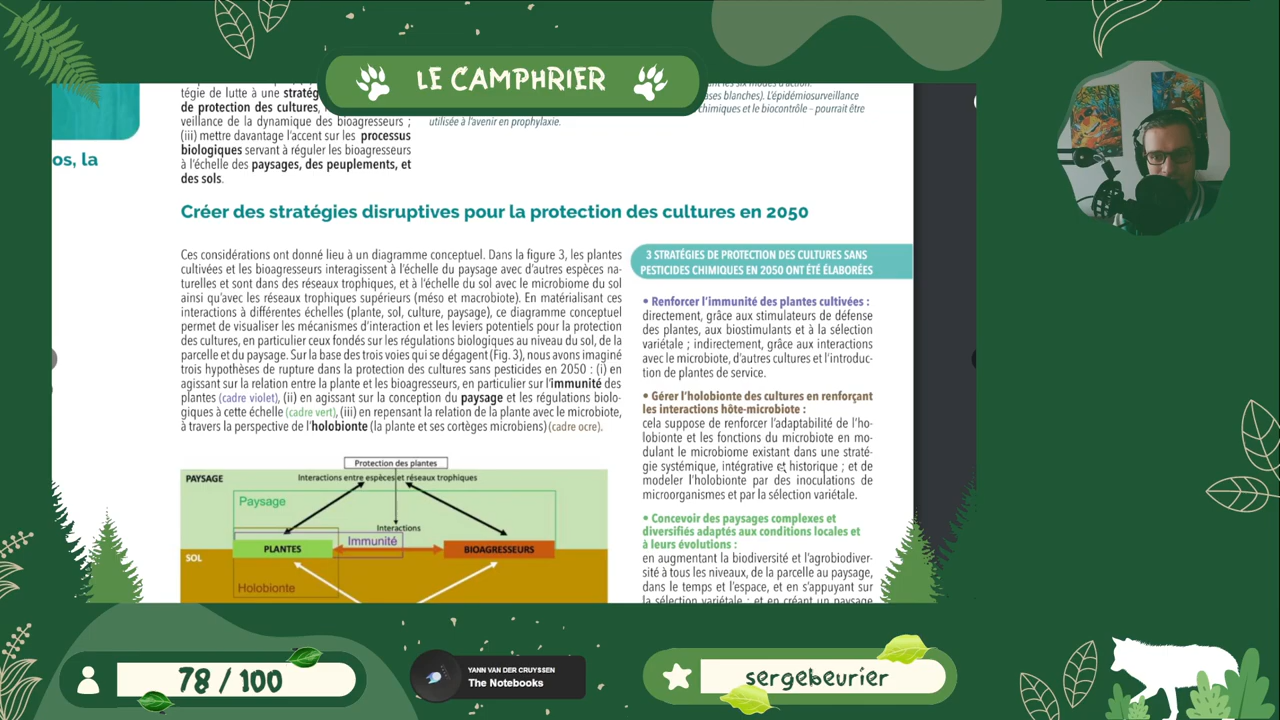 LE CAMPHRIER
os, la
tégie de lutte à une stratég
de protection des cultures,
veillance de la dynamique des bioagresseurs ;
(iii) mettre davantage l'accent sur les processus
biologiques servant à réguler les bioagresseurs
à l'échelle des paysages, des peuplements, et
des sols.
ases blanches). L'épidémiosurveillance
chimiques et le biocontrôle – pourrait être
utilisée à l'avenir en prophylaxie.
Créer des stratégies disruptives pour la protection des cultures en 2050
Ces considérations ont donné lieu à un diagramme conceptuel. Dans la figure 3, les plantes
cultivées et les bioagresseurs interagissent à l'échelle du paysage avec d'autres espèces na-
turelles et sont dans des réseaux trophiques, et à l'échelle du sol avec le microbiome du sol
ainsi qu'avec les réseaux trophiques supérieurs (méso et macrobiote). En matérialisant ces
interactions à différentes échelles (plante, sol, culture, paysage), ce diagramme conceptuel
permet de visualiser les mécanismes d'interaction et les leviers potentiels pour la protection
des cultures, en particulier ceux fondés sur les régulations biologiques au niveau du sol, de la
parcelle et du paysage. Sur la base des trois voies qui se dégagent (Fig. 3), nous avons imaginé
trois hypothèses de rupture dans la protection des cultures sans pesticides en 2050 : (i) en
agissant sur la relation entre la plante et les bioagresseurs, en particulier sur l'immunité des
plantes (cadre violet), (ii) en agissant sur la conception du paysage et les régulations biolo-
giques à cette échelle (cadre vert), (iii) en repensant la relation de la plante avec le microbiote,
à travers la perspective de l'holobionte (la plante et ses cortèges microbiens) (cadre ocre).
3 STRATÉGIES DE PROTECTION DES CULTURES SANS
PESTICIDES CHIMIQUES EN 2050 ONT ÉTÉ ÉLABORÉES
• Renforcer l'immunité des plantes cultivées :
directement, grâce aux stimulateurs de défense
des plantes, aux biostimulants et à la sélection
variétale ; indirectement, grâce aux interactions
avec le microbiote, d'autres cultures et l'introduc-
tion de plantes de service.
• Gérer l'holobionte des cultures en renforçant
les interactions hôte-microbiote :
cela suppose de renforcer l'adaptabilité de l'ho-
lobionte et les fonctions du microbiote en mo-
dulant le microbiome existant dans une straté-
gie systémique, intégrative et historique ; et de
modeler l'holobionte par des inoculations de
microorganismes et par la sélection variétale.
• Concevoir des paysages complexes et
diversifiés adaptés aux conditions locales et
à leurs évolutions :
en augmentant la biodiversité et l'agrobiodiver-
sité à tous les niveaux, de la parcelle au paysage,
dans le temps et l'espace, et en s'appuyant sur
la sélection variétale ; et en créant un paysage
Protection des plantes
PAYSAGE
Interactions entre espèces et réseaux trophiques
Paysage
Interactions
Immunité
PLANTES
BIOAGRESSEURS
SOL
Holobionte
78 / 100
YANN VAN DER CRUYSSEN
The Notebooks
sergebeurier